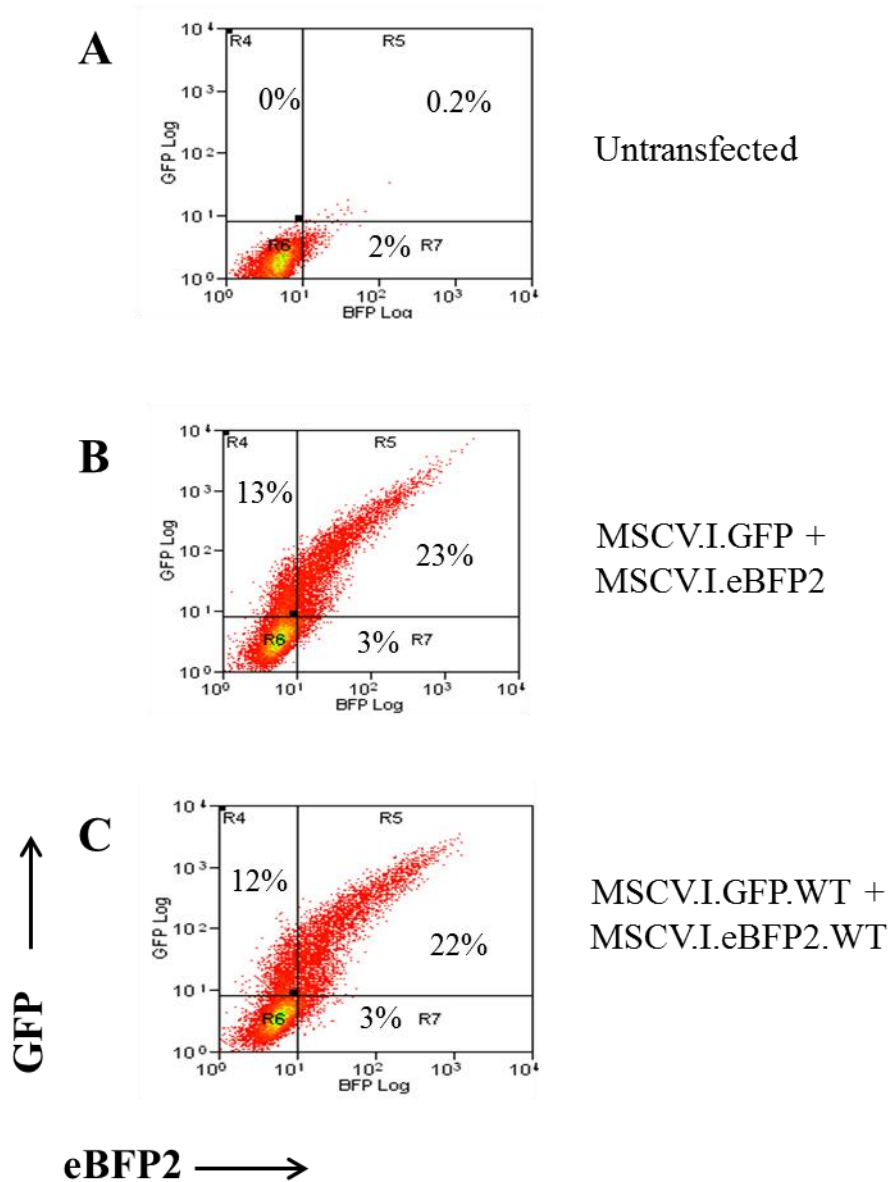 A
10⁴
R4
R5
0%
0.2%
10³
GFP Log
10²
10¹
R6
2%
R7
10⁰
10⁰ 10¹ 10² 10³ 10⁴
BFP Log
Untransfected
B
10⁴
R4
R5
13%
10³
GFP Log
10²
23%
10¹
R6
3%
R7
10⁰
10⁰ 10¹ 10² 10³ 10⁴
BFP Log
MSCV.I.GFP +
MSCV.I.eBFP2
C
10⁴
R4
R5
12%
10³
GFP Log
10²
22%
10¹
R6
3%
R7
10⁰
10⁰ 10¹ 10² 10³ 10⁴
BFP Log
MSCV.I.GFP.WT +
MSCV.I.eBFP2.WT
GFP
eBFP2